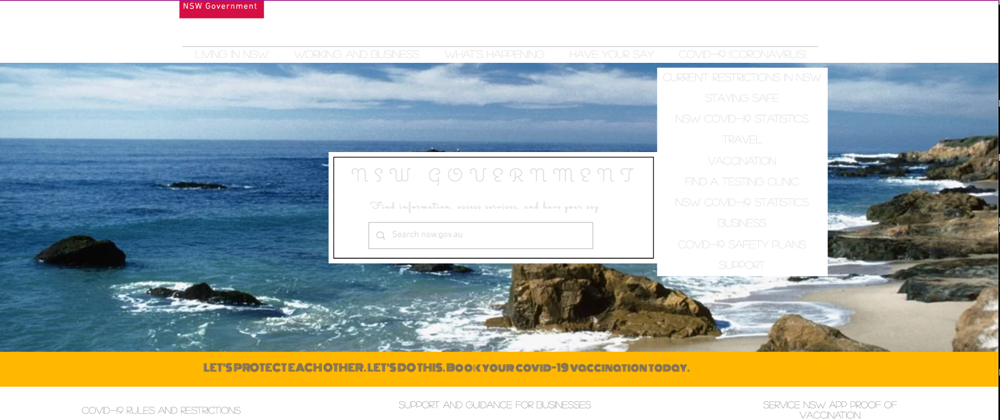 NSW Government
LIVING IN NSW WORKING AND BUSINESS WHAT'S HAPPENING HAVE YOUR SAY COVID-19 (CORONAVIRUS)
CURRENT RESTRICTIONS IN NSW
STAYING SAFE
NSW COVID-19 STATISTICS
TRAVEL
VACCINATION
FIND A TESTING CLINIC
NSW COVID-19 STATISTICS
BUSINESS
COVID-19 SAFETY PLANS
SUPPORT
NSW GOVERNMENT
Find information, access services, and have your say.
Search nsw.gov.au
LET'S PROTECT EACH OTHER. LET'S DO THIS. Book your covid-19 vaccination today.
COVID-19 RULES AND RESTRICTIONS
SUPPORT AND GUIDANCE FOR BUSINESSES
SERVICE NSW APP PROOF OF
VACCINATION